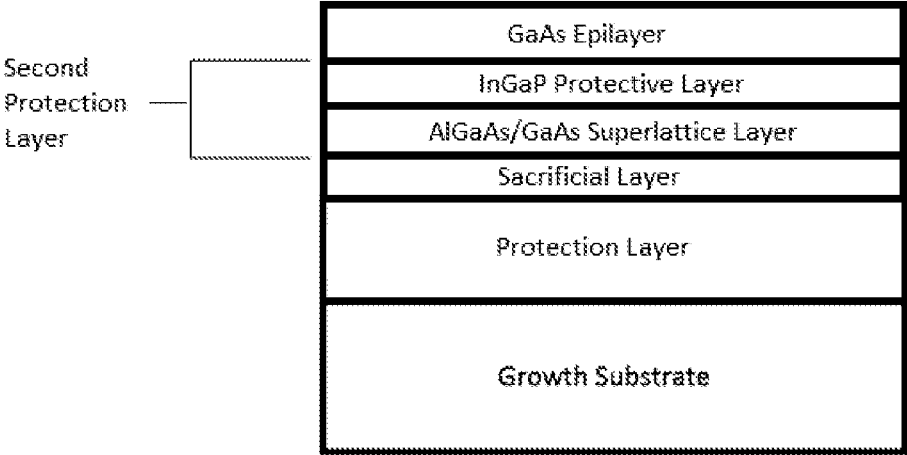 GaAs Epilayer
Second
Protection
Layer
InGaP Protective Layer
AlGaAs/GaAs Superlattice Layer
Sacrificial Layer
Protection Layer
Growth Substrate